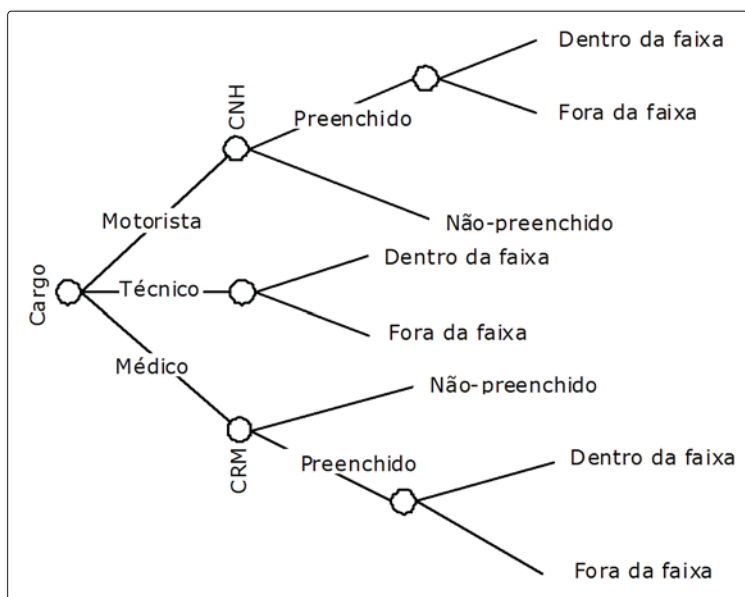 Dentro da faixa
CNH
Preenchido
Fora da faixa
Motorista
Não-preenchido
Dentro da faixa
Cargo
Técnico
Fora da faixa
Médico
Não-preenchido
CRM
Preenchido
Dentro da faixa
Fora da faixa